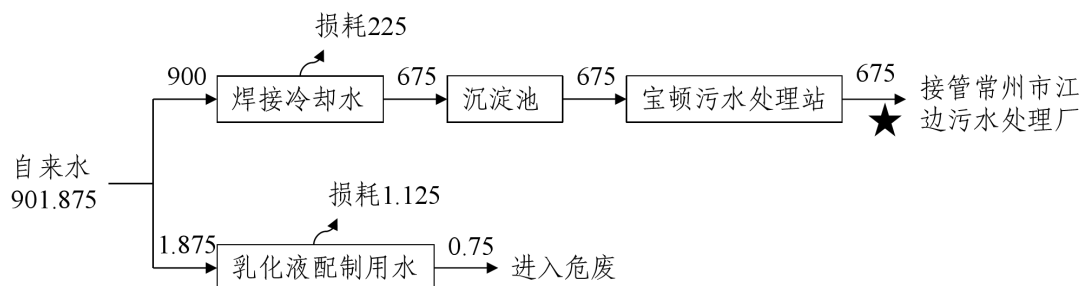 损耗225
900
焊接冷却水
675
沉淀池
675
宝顿污水处理站
675
接管常州市江
边污水处理厂
自来水
901.875
损耗1.125
1.875
乳化液配制用水
0.75
进入危废